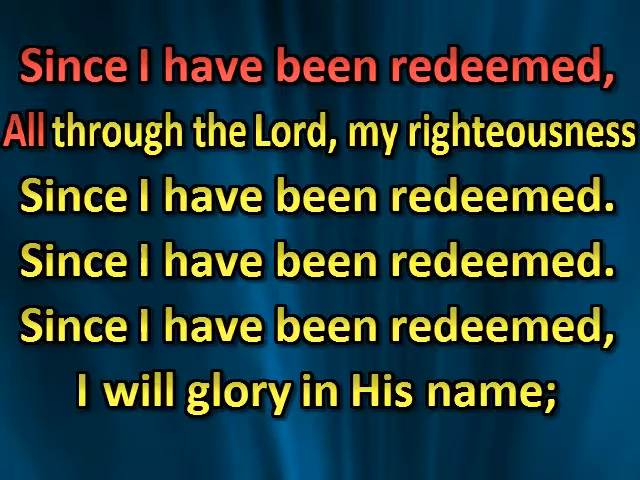 Since I have been redeemed,
All through the Lord, my righteousness
Since I have been redeemed.
Since I have been redeemed.
Since I have been redeemed,
I will glory in His name;